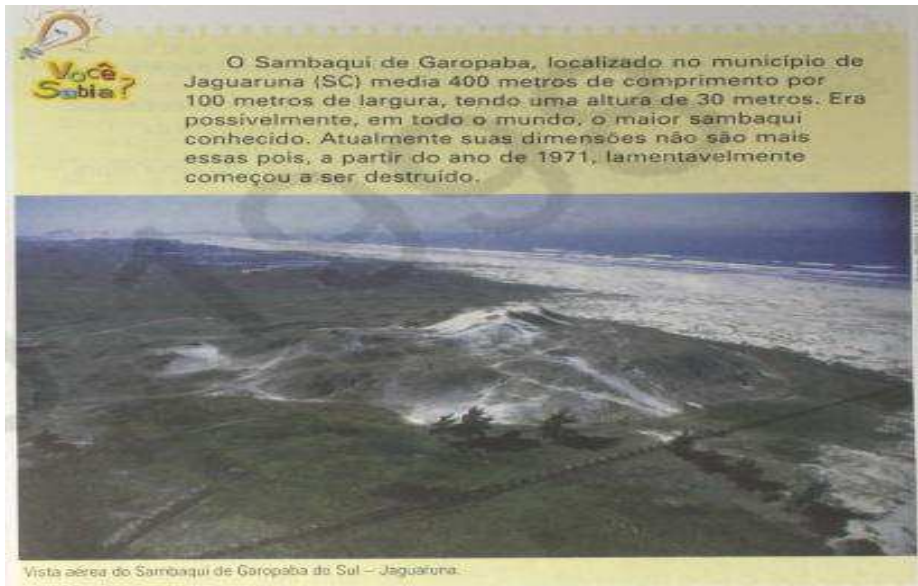 Você
Sabia?
O Sambaqui de Garopaba, localizado no município de
Jaguaruna (SC) media 400 metros de comprimento por
100 metros de largura, tendo uma altura de 30 metros. Era
possivelmente, em todo o mundo, o maior sambaqui
conhecido. Atualmente suas dimensões não são mais
essas pois, a partir do ano de 1971, lamentavelmente
começou a ser destruído.
Vista aérea do Sambaqui de Garopaba do Sul – Jaguaruna.